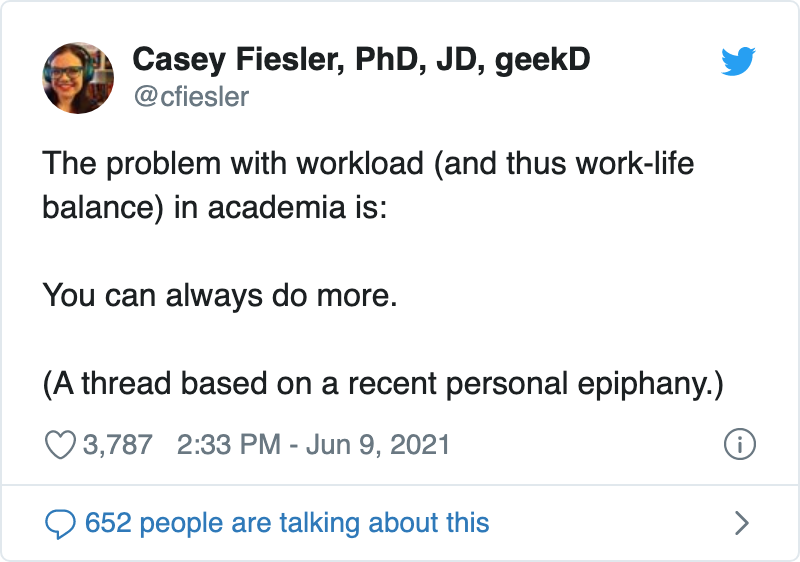 Casey Fiesler, PhD, JD, geekD
@cfiesler
The problem with workload (and thus work-life
balance) in academia is:
You can always do more.
(A thread based on a recent personal epiphany.)
3,787 2:33 PM - Jun 9, 2021
652 people are talking about this